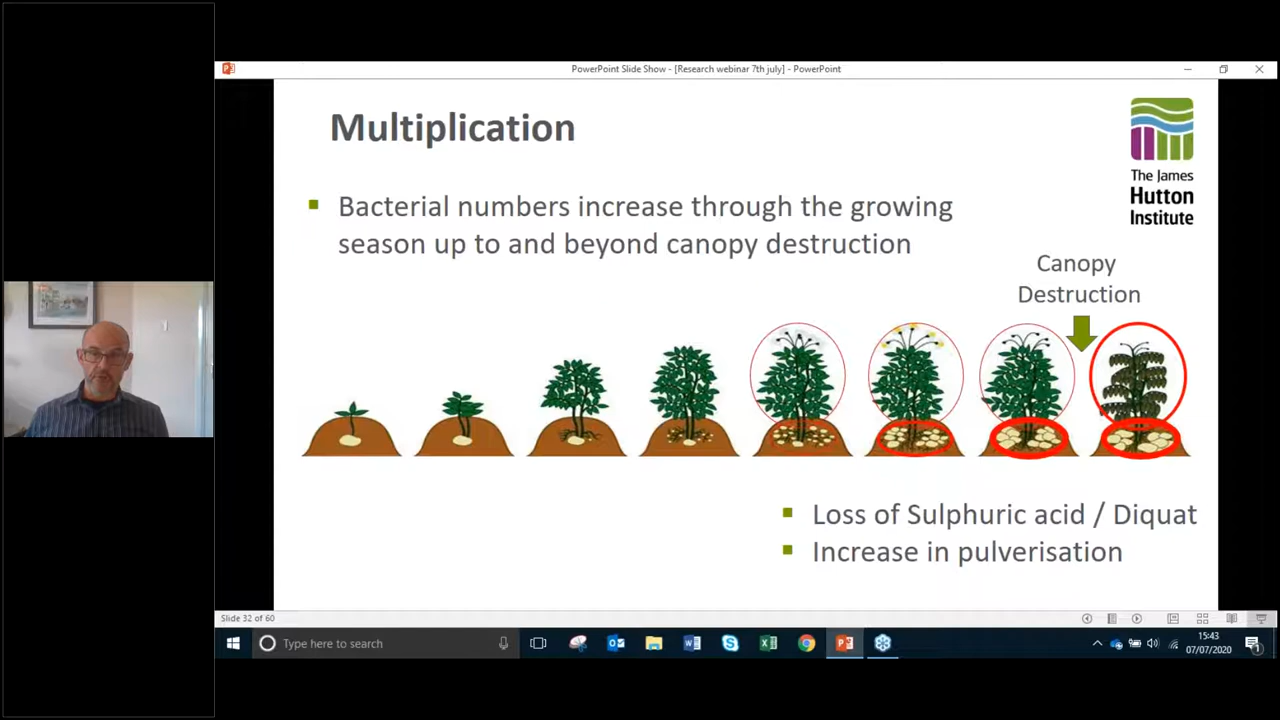 PowerPoint Slide Show - [Research webinar 7th july] - PowerPoint
Multiplication
The James
Hutton
Institute
Bacterial numbers increase through the growing
season up to and beyond canopy destruction
Canopy
Destruction
Loss of Sulphuric acid / Diquat
Increase in pulverisation
Slide 32 of 60
Type here to search
15:43
07/07/2020